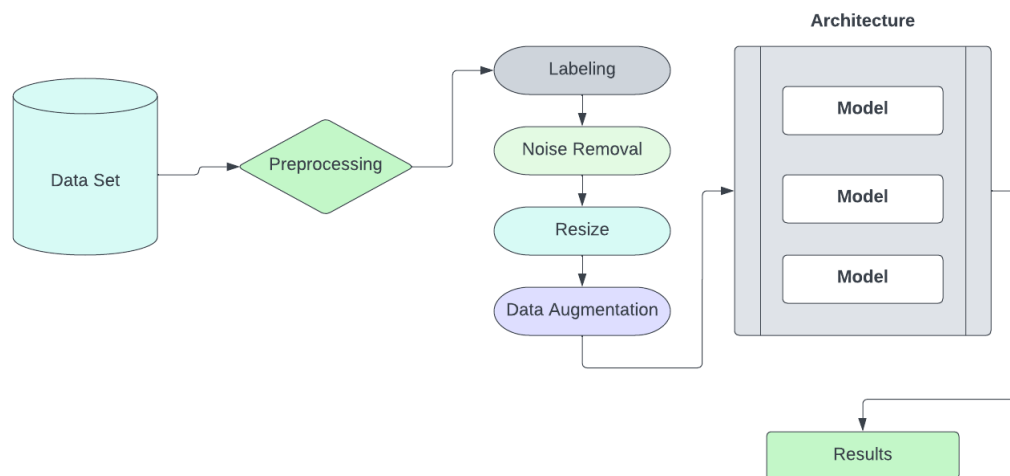 Architecture
Data Set
Preprocessing
Labeling
Noise Removal
Resize
Data Augmentation
Model
Model
Model
Results